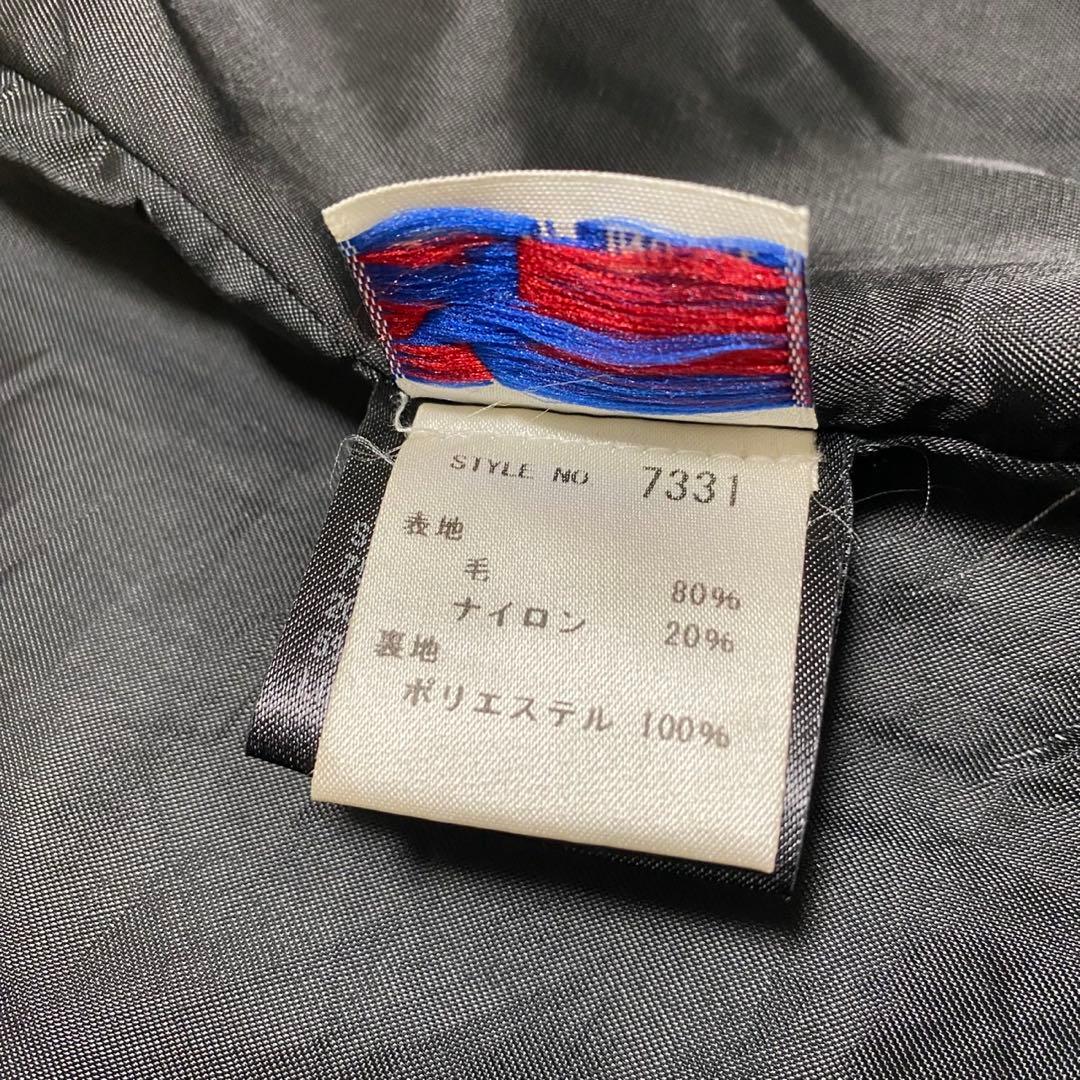 STYLE NO 7331
表地
毛 80%
ナイロン 20%
裏地
ポリエステル 100%